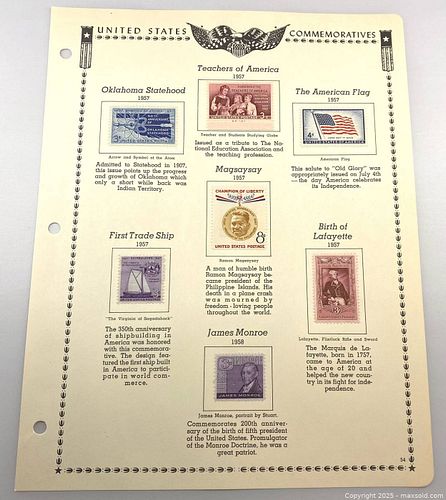 UNITED STATES
COMMEMORATIVES
Teachers of America
1957
Teacher and Students Studying Globe
Issued as a tribute to The Na-
tional Education Association and
the teaching profession.
Oklahoma Statehood
1957
Arrow and Symbol of the Atom
Admitted to Statehood in 1907,
this issue points up the progress
and growth of Oklahoma which
only a short while back was
Indian Territory.
The American Flag
1957
4¢
American Flag
This salute to "Old Glory" was
appropriately issued on July 4th—
— the day America celebrates
its Independence.
Magsaysay
1957
CHAMPION OF LIBERTY
8¢
UNITED STATES POSTAGE
Ramon Magsaysay
A man of humble birth
Ramon Magsaysay be-
came president of the
Philippine Islands. His
death in a plane crash
was mourned by
freedom-loving people
throughout the world.
First Trade Ship
1957
"The Virginia of Sagadahock"
The 350th anniversary
of shipbuilding in
America was honored
with this commemora-
tive. The design feat-
ured the first ship built
in America to partici-
pate in world com-
merce.
Birth of
Lafayette
1957
Lafayette, Flintlock Rifle and Sword
The Marquis de La-
fayette, born in 1757,
came to America at
the age of 20 and
helped the new country
in its fight for inde-
pendence.
James Monroe
1958
JAMES MONROE
James Monroe, portrait by Stuart.
Commemorates 200th anniver-
sary of the birth of fifth president
of the United States. Promulgator
of the Monroe Doctrine, he was a
great patriot.
54
Copyright 2025 - maxsold.com